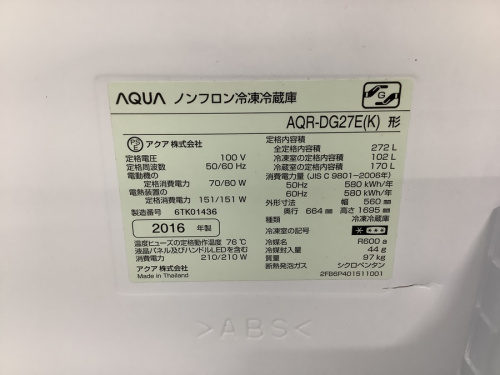 AQUA ノンフロン冷凍冷蔵庫
G
AQR-DG27E(K) 形
PS E アクア 株式会社
定格電圧 100 V
定格周波数 50/60 Hz
電動機の
定格消費電力 70/80 W
電熱装置の
定格消費電力 151/151 W
製造番号 6TK01436
2016 年製
温度ヒューズの定格動作温度 76℃
液晶パネル及びハンドルLEDを含む
消費電力 210/210 W
アクア 株式会社
Made in Thailand
定格内容積
全定格内容積 272 L
冷凍室の定格内容積 102 L
冷蔵室の定格内容積 170 L
消費電力量 (JIS C 9801-2006年)
50Hz 580 kWh/年
60Hz 580 kWh/年
外形寸法 幅 560 mm
奥行 664 mm 高さ 1695 mm
種類 冷凍冷蔵庫
冷凍室の記号
冷媒名 R600 a
冷媒封入量 44 g
質量 97 kg
断熱発泡ガス シクロペンタン
2FB6P401511001
>ABS<